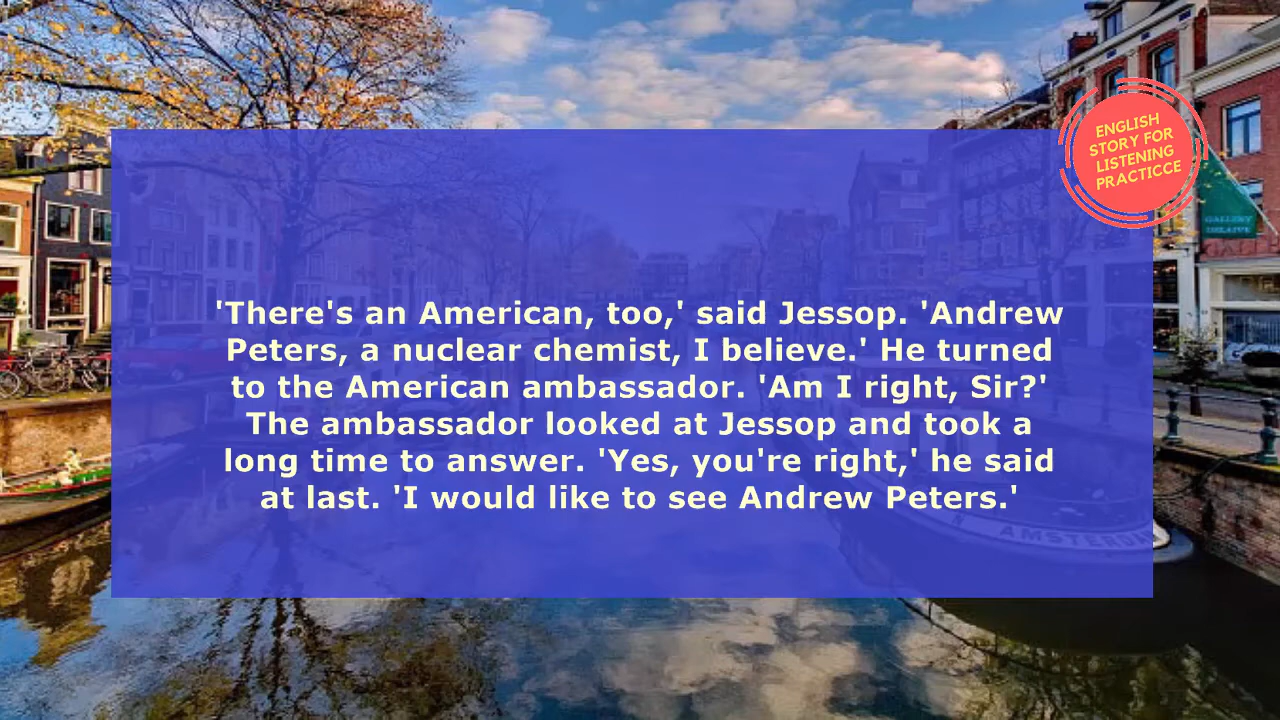 ENGLISH
STORY FOR
LISTENING
PRACTICCE
'There's an American, too,' said Jessop. 'Andrew
Peters, a nuclear chemist, I believe.' He turned
to the American ambassador. 'Am I right, Sir?'
The ambassador looked at Jessop and took a
long time to answer. 'Yes, you're right,' he said
at last. 'I would like to see Andrew Peters.'
GALLERY
AMSTERDAM